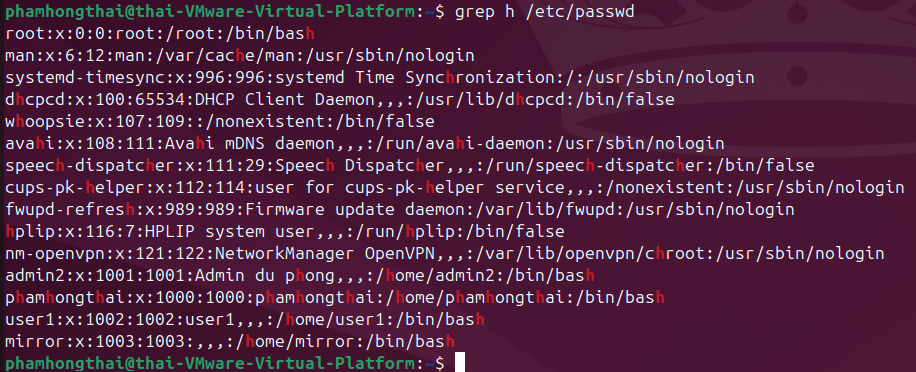 phamhongthai@thai-VMware-Virtual-Platform:~$ grep h /etc/passwd
root:x:0:0:root:/root:/bin/bash
man:x:6:12:man:/var/cache/man:/usr/sbin/nologin
systemd-timesync:x:996:996:systemd Time Synchronization:/:/usr/sbin/nologin
dhcpcd:x:100:65534:DHCP Client Daemon,,,:/usr/lib/dhcpcd:/bin/false
whoopsie:x:107:109::/nonexistent:/bin/false
avahi:x:108:111:Avahi mDNS daemon,,,:/run/avahi-daemon:/usr/sbin/nologin
speech-dispatcher:x:111:29:Speech Dispatcher,,,:/run/speech-dispatcher:/bin/false
cups-pk-helper:x:112:114:user for cups-pk-helper service,,,:/nonexistent:/usr/sbin/nologin
fwupd-refresh:x:989:989:Firmware update daemon:/var/lib/fwupd:/usr/sbin/nologin
hplip:x:116:7:HPLIP system user,,,:/run/hplip:/bin/false
nm-openvpn:x:121:122:NetworkManager OpenVPN,,,:/var/lib/openvpn/chroot:/usr/sbin/nologin
admin2:x:1001:1001:Admin du phong,,,:/home/admin2:/bin/bash
phamhongthai:x:1000:1000:phamhongthai:/home/phamhongthai:/bin/bash
user1:x:1002:1002:user1,,,:/home/user1:/bin/bash
mirror:x:1003:1003:,,,:/home/mirror:/bin/bash
phamhongthai@thai-VMware-Virtual-Platform:~$